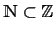 ℕ ⊂ ℤ